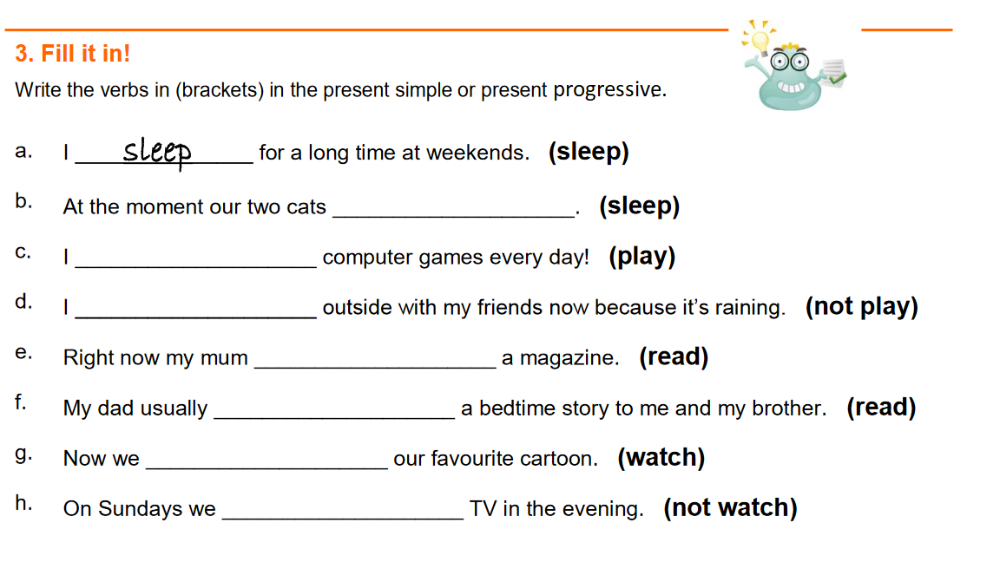 3. Fill it in!
Write the verbs in (brackets) in the present simple or present progressive.
a. I ___sleep___ for a long time at weekends. (sleep)
b. At the moment our two cats ____________________. (sleep)
c. I ____________________ computer games every day! (play)
d. I ____________________ outside with my friends now because it’s raining. (not play)
e. Right now my mum ____________________ a magazine. (read)
f. My dad usually ____________________ a bedtime story to me and my brother. (read)
g. Now we ____________________ our favourite cartoon. (watch)
h. On Sundays we ____________________ TV in the evening. (not watch)